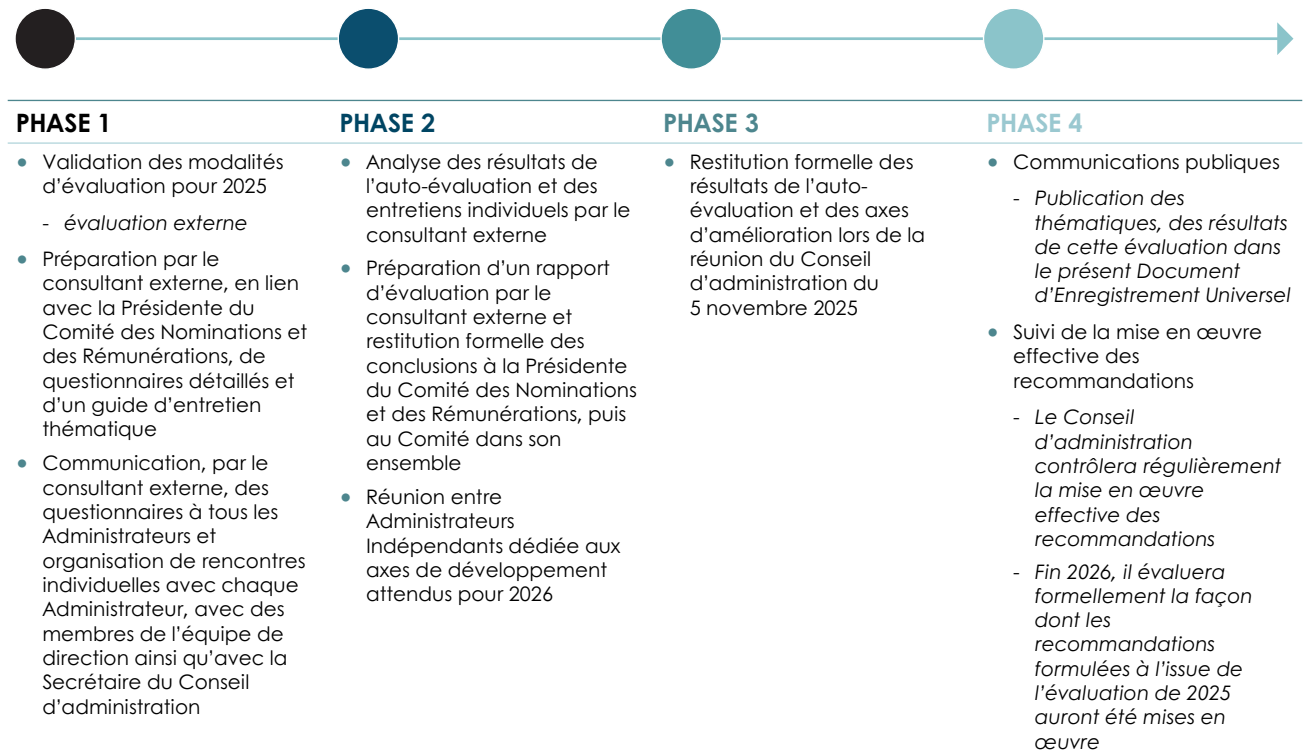 PHASE 1
• Validation des modalités
d’évaluation pour 2025
- évaluation externe
• Préparation par le
consultant externe, en lien
avec la Présidente du
Comité des Nominations et
des Rémunérations, de
questionnaires détaillés et
d’un guide d’entretien
thématique
• Communication, par le
consultant externe, des
questionnaires à tous les
Administrateurs et
organisation de rencontres
individuelles avec chaque
Administrateur, avec des
membres de l’équipe de
direction ainsi qu’avec la
Secrétaire du Conseil
d’administration
PHASE 2
• Analyse des résultats de
l’auto-évaluation et des
entretiens individuels par le
consultant externe
• Préparation d’un rapport
d’évaluation par le
consultant externe et
restitution formelle des
conclusions à la Présidente
du Comité des Nominations
et des Rémunérations, puis
au Comité dans son
ensemble
• Réunion entre
Administrateurs
Indépendants dédiée aux
axes de développement
attendus pour 2026
PHASE 3
• Restitution formelle des
résultats de l’auto-
évaluation et des axes
d’amélioration lors de la
réunion du Conseil
d’administration du
5 novembre 2025
PHASE 4
• Communications publiques
- Publication des
thématiques, des résultats
de cette évaluation dans
le présent Document
d’Enregistrement Universel
• Suivi de la mise en œuvre
effective des
recommandations
- Le Conseil
d’administration
contrôlera régulièrement
la mise en œuvre
effective des
recommandations
- Fin 2026, il évaluera
formellement la façon
dont les
recommandations
formulées à l’issue de
l’évaluation de 2025
auront été mises en
œuvre